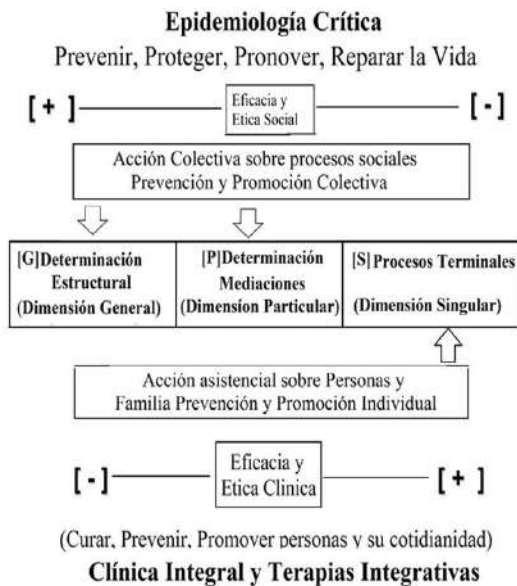 Epidemiología Crítica
Prevenir, Proteger, Pronover, Reparar la Vida
[ + ]
Eficacia y
Etica Social
[ - ]
Acción Colectiva sobre procesos sociales
Prevención y Promoción Colectiva
[G]Determinación
Estructural
(Dimensión General)
[P]Determinación
Mediaciones
(Dimensíon Particular)
[S] Procesos Terminales
(Dimensión Singular)
Acción asistencial sobre Personas y
Familia Prevención y Promoción Individual
[ - ]
Eficacia y
Etica Clinica
[ + ]
(Curar, Prevenir, Promover personas y su cotidianidad)
Clínica Integral y Terapias Integrativas